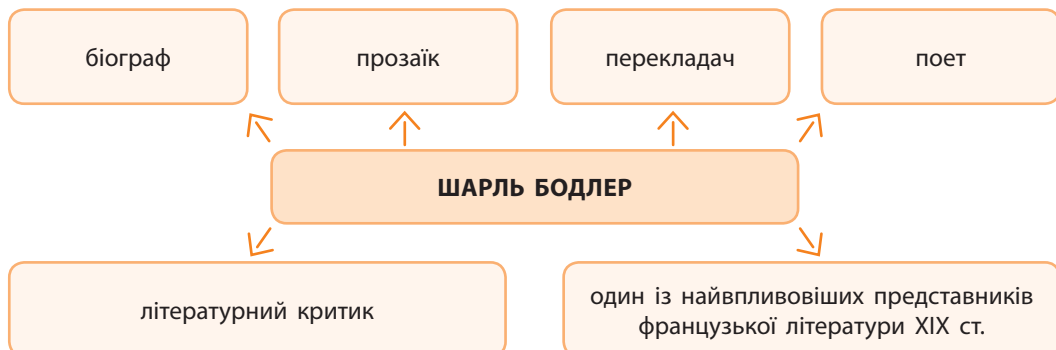 біограф
прозаїк
перекладач
поет
ШАРЛЬ БОДЛЕР
літературний критик
один із найвпливовіших представників
французької літератури XIX ст.